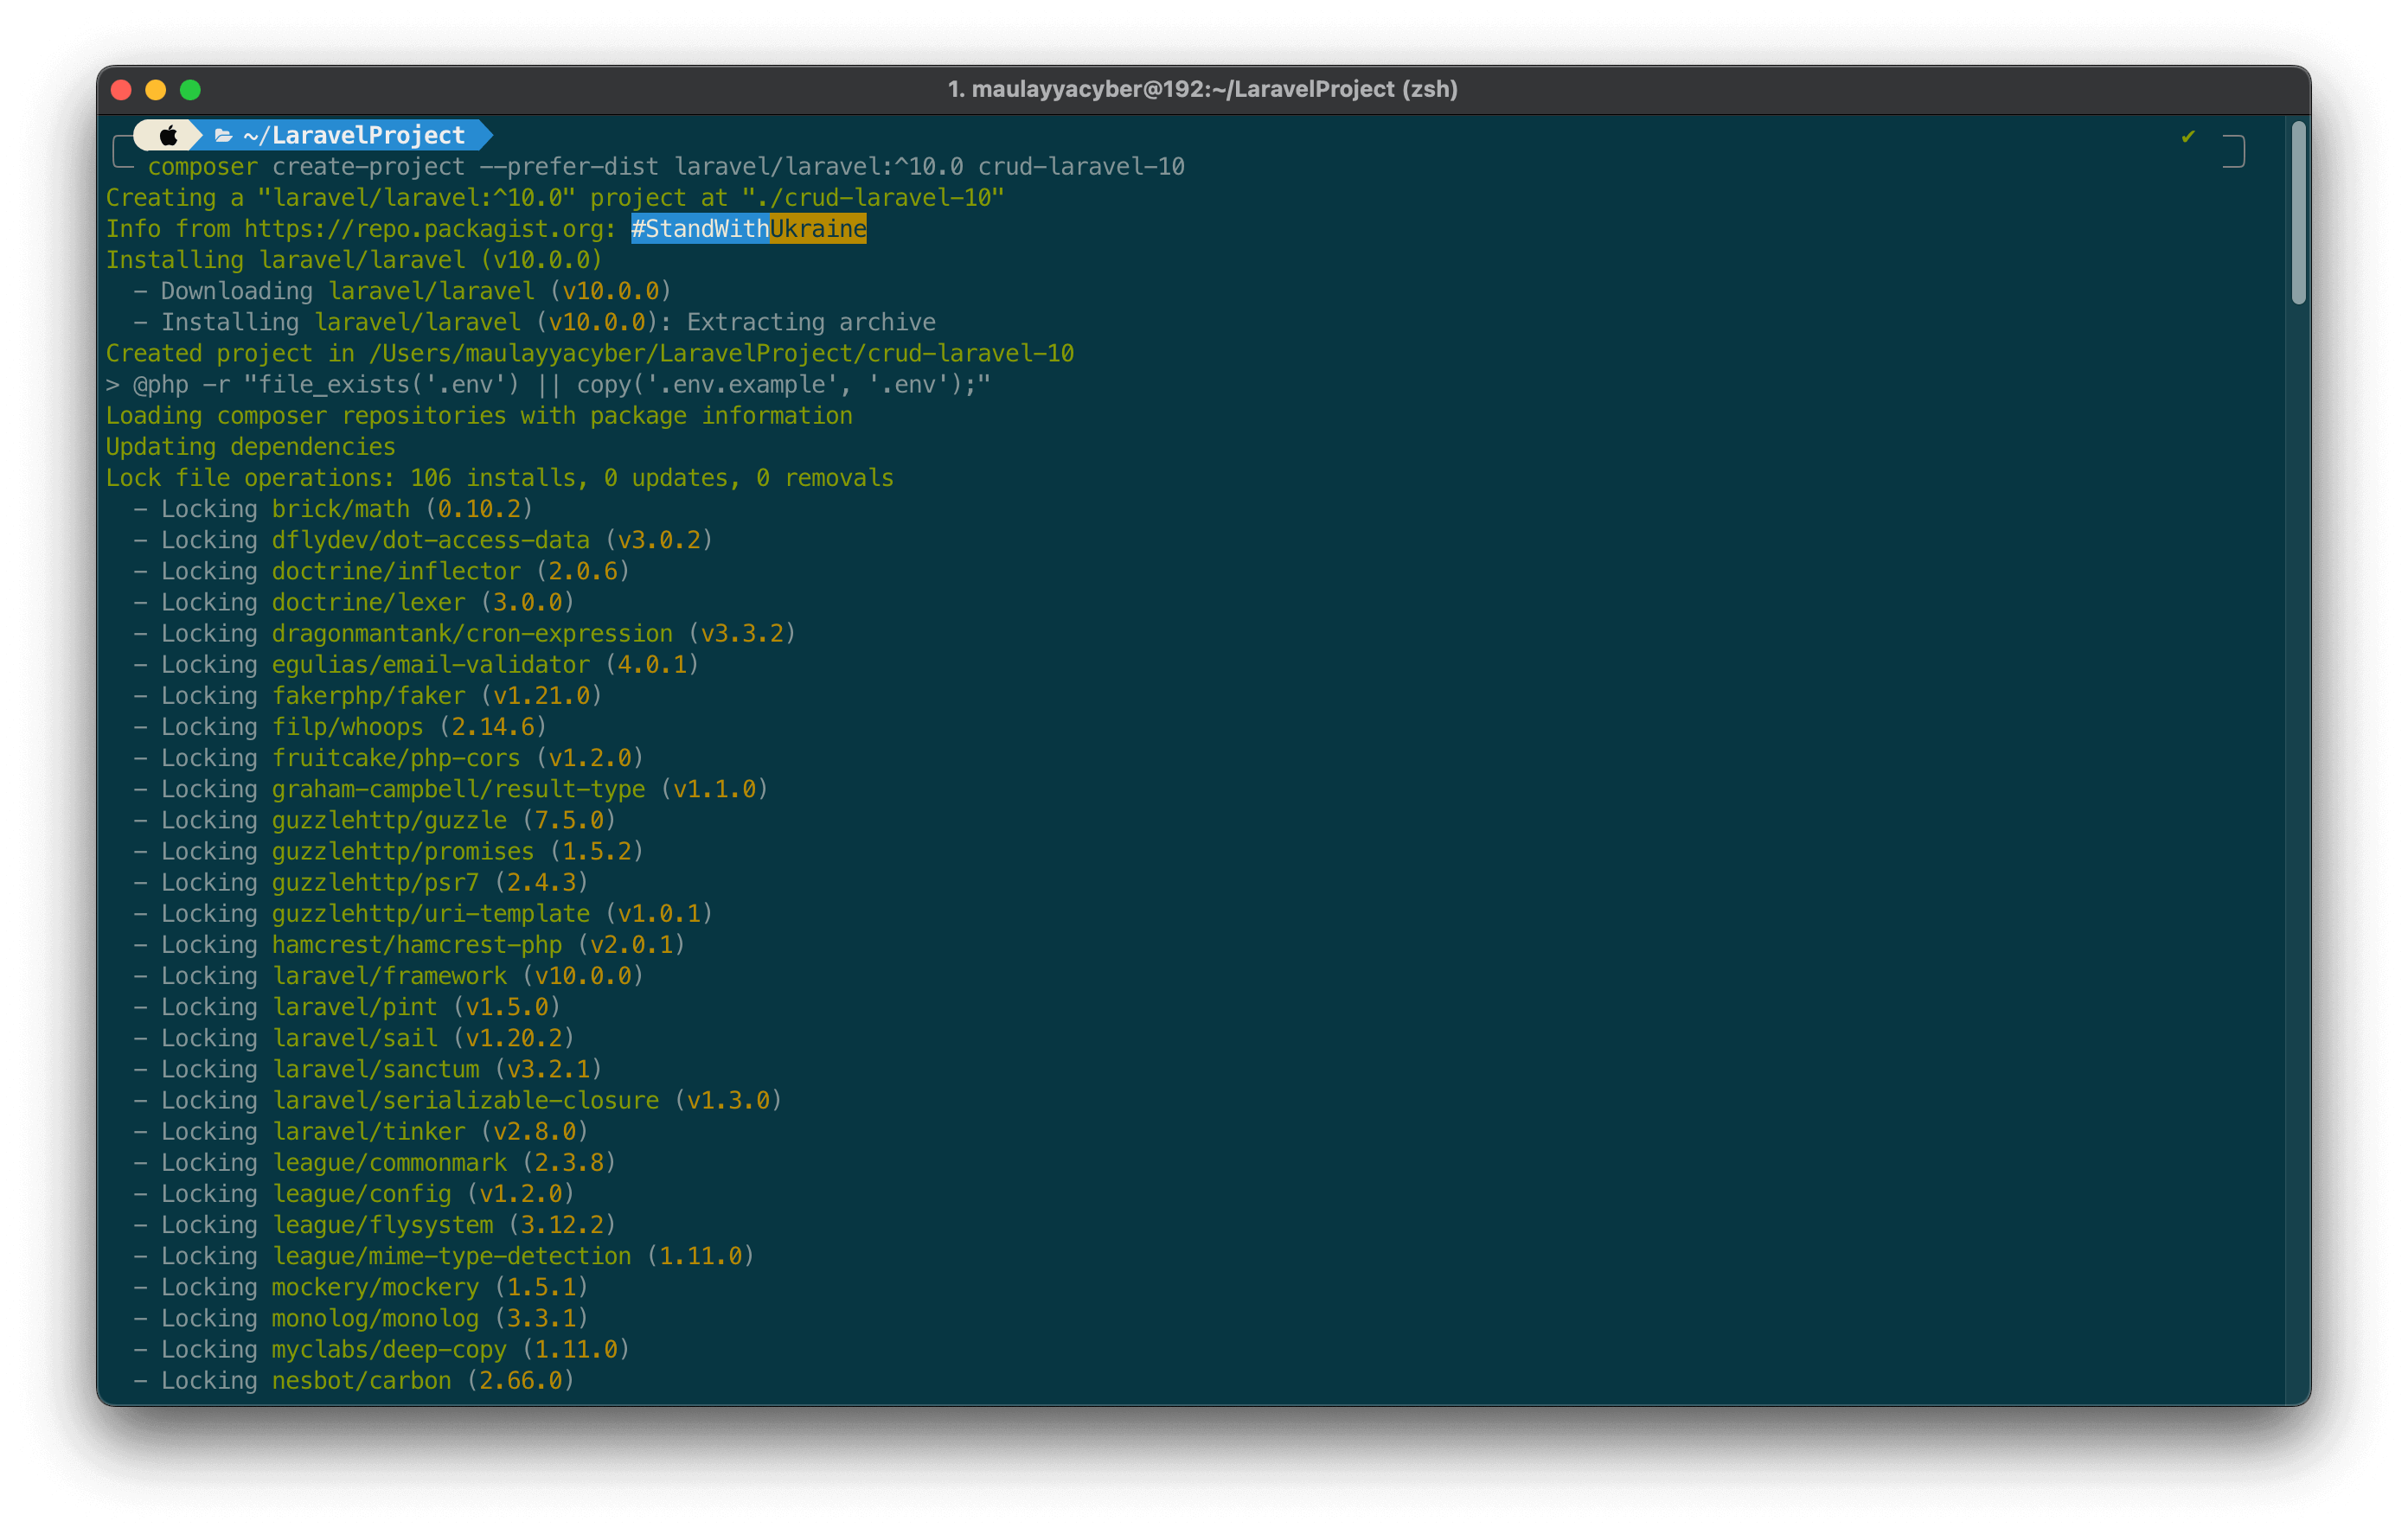 1. maulayyacyber@192:~/LaravelProject (zsh)
~/LaravelProject ✔
composer create-project --prefer-dist laravel/laravel:^10.0 crud-laravel-10
Creating a "laravel/laravel:^10.0" project at "./crud-laravel-10"
Info from https://repo.packagist.org: #StandWithUkraine
Installing laravel/laravel (v10.0.0)
  - Downloading laravel/laravel (v10.0.0)
  - Installing laravel/laravel (v10.0.0): Extracting archive
Created project in /Users/maulayyacyber/LaravelProject/crud-laravel-10
> @php -r "file_exists('.env') || copy('.env.example', '.env');"
Loading composer repositories with package information
Updating dependencies
Lock file operations: 106 installs, 0 updates, 0 removals
  - Locking brick/math (0.10.2)
  - Locking dflydev/dot-access-data (v3.0.2)
  - Locking doctrine/inflector (2.0.6)
  - Locking doctrine/lexer (3.0.0)
  - Locking dragonmantank/cron-expression (v3.3.2)
  - Locking egulias/email-validator (4.0.1)
  - Locking fakerphp/faker (v1.21.0)
  - Locking filp/whoops (2.14.6)
  - Locking fruitcake/php-cors (v1.2.0)
  - Locking graham-campbell/result-type (v1.1.0)
  - Locking guzzlehttp/guzzle (7.5.0)
  - Locking guzzlehttp/promises (1.5.2)
  - Locking guzzlehttp/psr7 (2.4.3)
  - Locking guzzlehttp/uri-template (v1.0.1)
  - Locking hamcrest/hamcrest-php (v2.0.1)
  - Locking laravel/framework (v10.0.0)
  - Locking laravel/pint (v1.5.0)
  - Locking laravel/sail (v1.20.2)
  - Locking laravel/sanctum (v3.2.1)
  - Locking laravel/serializable-closure (v1.3.0)
  - Locking laravel/tinker (v2.8.0)
  - Locking league/commonmark (2.3.8)
  - Locking league/config (v1.2.0)
  - Locking league/flysystem (3.12.2)
  - Locking league/mime-type-detection (1.11.0)
  - Locking mockery/mockery (1.5.1)
  - Locking monolog/monolog (3.3.1)
  - Locking myclabs/deep-copy (1.11.0)
  - Locking nesbot/carbon (2.66.0)